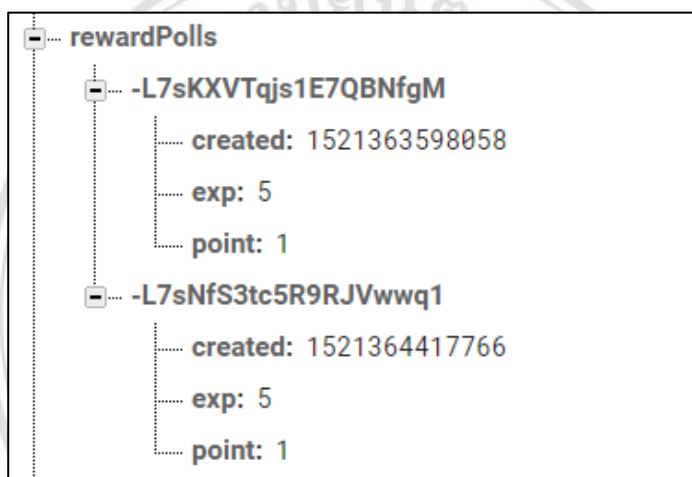 rewardPolls
-L7sKXVTqjs1E7QBNfgM
created: 1521363598058
exp: 5
point: 1
-L7sNfS3tc5R9RJVwwq1
created: 1521364417766
exp: 5
point: 1